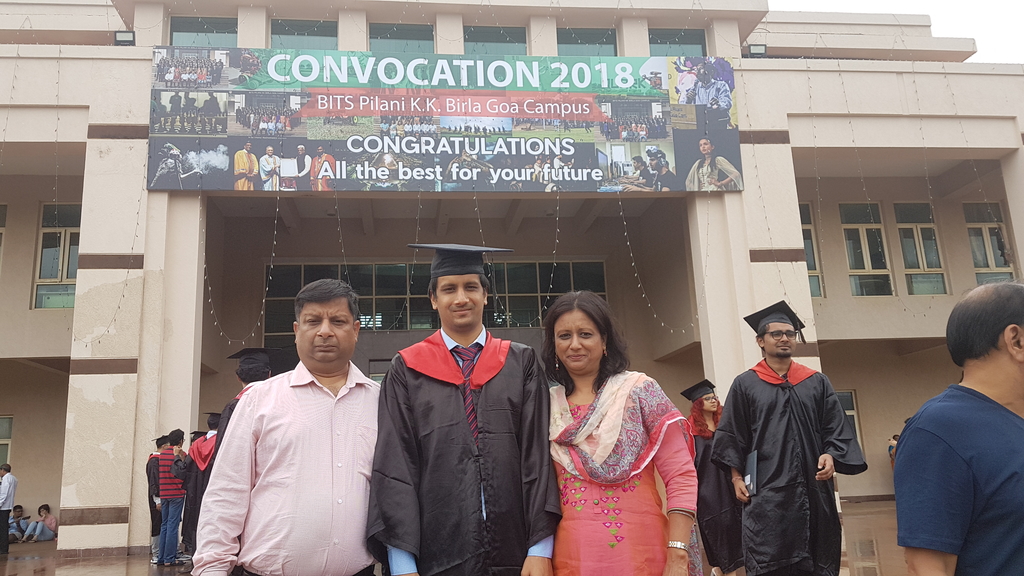 CONVOCATION 2018
BITS Pilani K.K. Birla Goa Campus
CONGRATULATIONS
All the best for your future